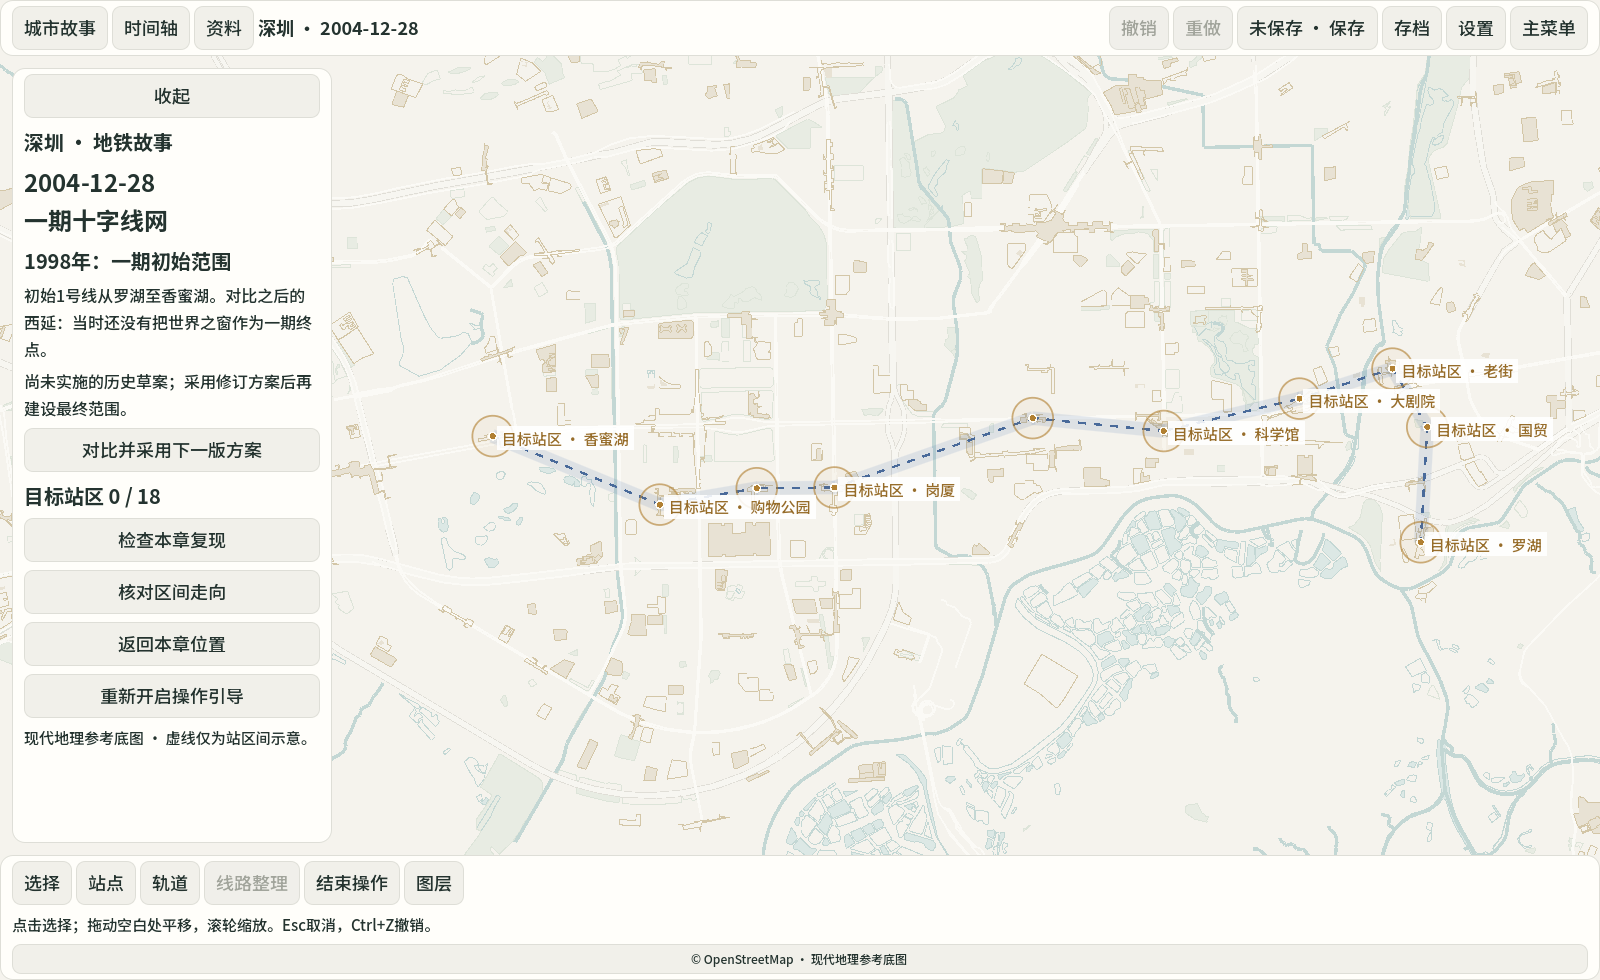 城市故事 时间轴 资料 深圳 · 2004-12-28 撤销 重做 未保存 · 保存 存档 设置 主菜单
收起
深圳 · 地铁故事
2004-12-28
一期十字线网
1998年：一期初始范围
初始1号线从罗湖至香蜜湖。对比之后的
西延：当时还没有把世界之窗作为一期终
点。
尚未实施的历史草案；采用修订方案后再
建设最终范围。
对比并采用下一版方案
目标站区 0 / 18
检查本章复现
核对区间走向
返回本章位置
重新开启操作引导
现代地理参考底图 · 虚线仅为站区间示意。
目标站区 · 老街
目标站区 · 大剧院
目标站区 · 国贸
目标站区 · 科学馆
目标站区 · 香蜜湖
目标站区 · 岗厦
目标站区 · 购物公园
目标站区 · 罗湖
选择 站点 轨道 线路整理 结束操作 图层
点击选择；拖动空白处平移，滚轮缩放。Esc取消，Ctrl+Z撤销。
© OpenStreetMap · 现代地理参考底图